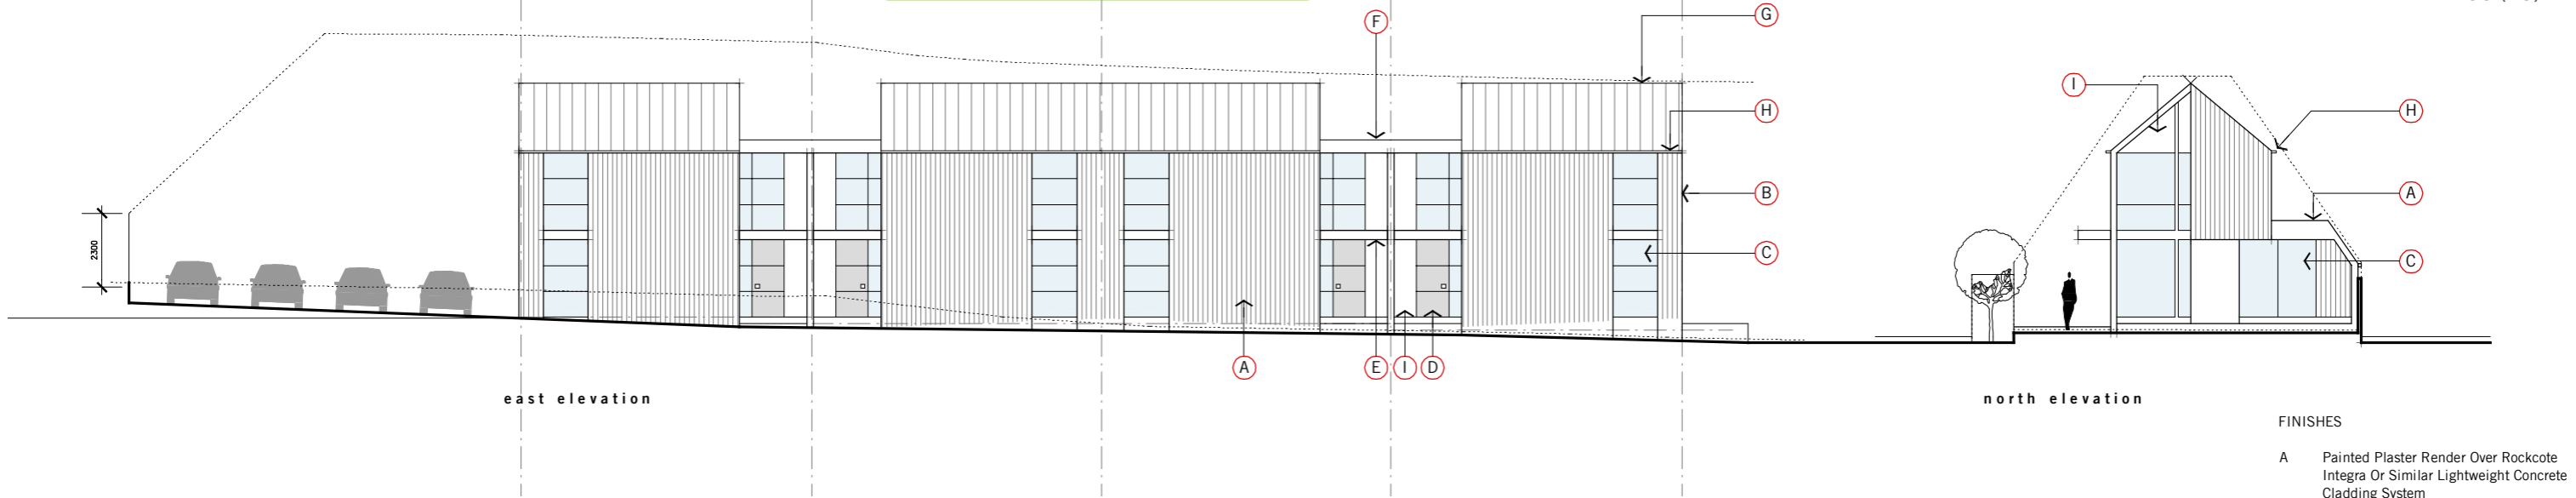 F
G
H
B
C
2300
A
E
I
D
east elevation
I
H
A
C
north elevation
FINISHES
A Painted Plaster Render Over Rockcote
Integra Or Similar Lightweight Concrete
Cladding System